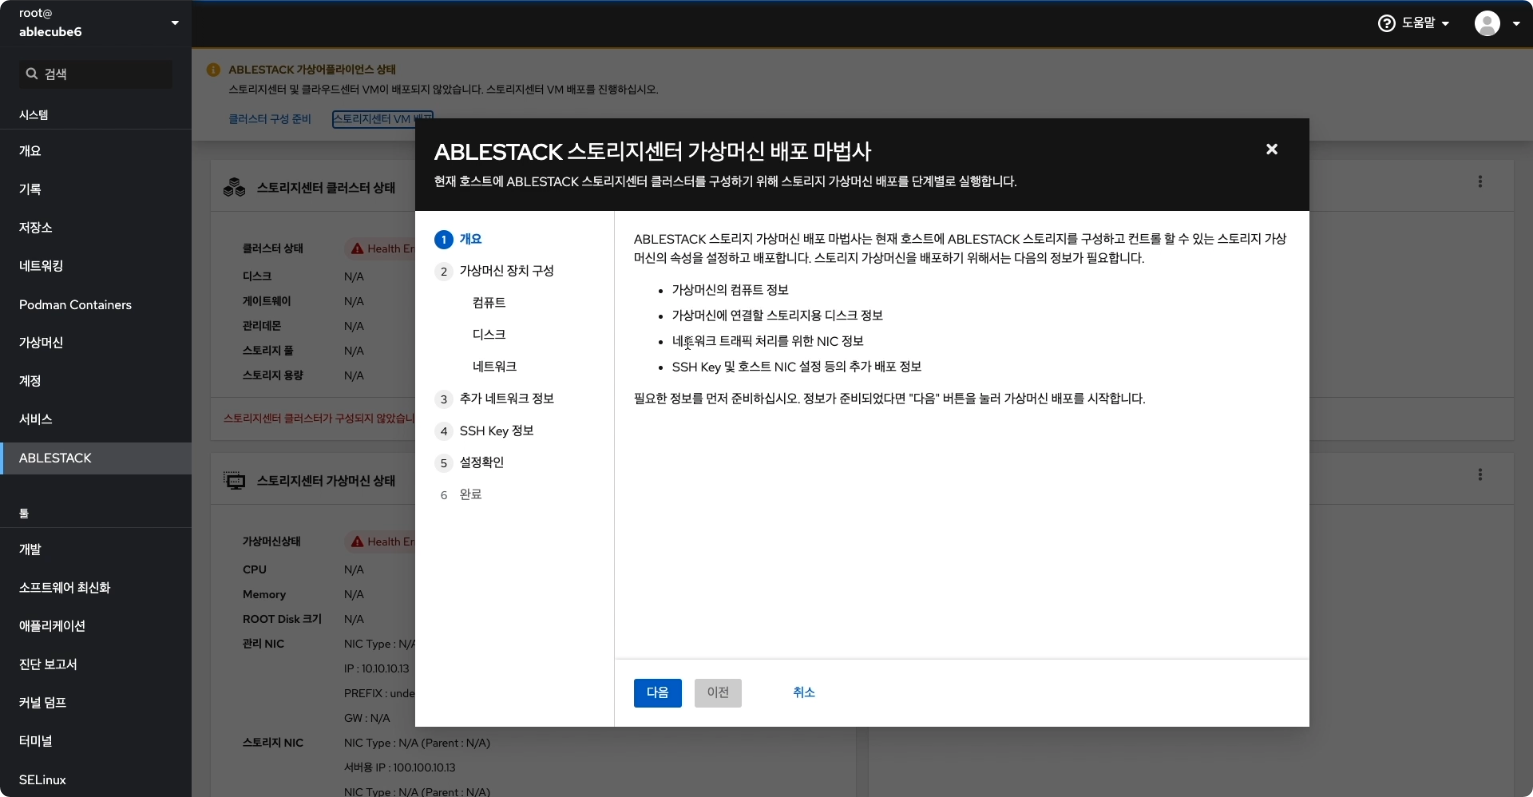 root@
ablecube6
검색
시스템
개요
기록
저장소
네트워킹
Podman Containers
가상머신
계정
서비스
ABLESTACK
툴
개발
소프트웨어 최신화
애플리케이션
진단 보고서
커널 덤프
터미널
SELinux
도움말
ABLESTACK 가상어플라이언스 상태
스토리지센터 및 클라우드센터 VM이 배포되지 않았습니다. 스토리지센터 VM 배포를 진행하십시오.
클러스터 구성 준비
스토리지센터 VM 배포
스토리지센터 클러스터 상태
클러스터 상태 Health Er
디스크 N/A
게이트웨이 N/A
관리데몬 N/A
스토리지 풀 N/A
스토리지 용량 N/A
스토리지센터 클러스터가 구성되지 않았습니
스토리지센터 가상머신 상태
가상머신상태 Health Er
CPU N/A
Memory N/A
ROOT Disk 크기 N/A
관리 NIC NIC Type : N/A
IP : 10.10.10.13
PREFIX : unde
GW : N/A
스토리지 NIC NIC Type : N/A (Parent : N/A)
서버용 IP : 100.100.10.13
NIC Type : N/A (Parent : N/A)
ABLESTACK 스토리지센터 가상머신 배포 마법사
현재 호스트에 ABLESTACK 스토리지센터 클러스터를 구성하기 위해 스토리지 가상머신 배포를 단계별로 실행합니다.
1 개요
2 가상머신 장치 구성
컴퓨트
디스크
네트워크
3 추가 네트워크 정보
4 SSH Key 정보
5 설정확인
6 완료
ABLESTACK 스토리지 가상머신 배포 마법사는 현재 호스트에 ABLESTACK 스토리지를 구성하고 컨트롤 할 수 있는 스토리지 가상
머신의 속성을 설정하고 배포합니다. 스토리지 가상머신을 배포하기 위해서는 다음의 정보가 필요합니다.
• 가상머신의 컴퓨트 정보
• 가상머신에 연결할 스토리지용 디스크 정보
• 네트워크 트래픽 처리를 위한 NIC 정보
• SSH Key 및 호스트 NIC 설정 등의 추가 배포 정보
필요한 정보를 먼저 준비하십시오. 정보가 준비되었다면 "다음" 버튼을 눌러 가상머신 배포를 시작합니다.
다음
이전
취소